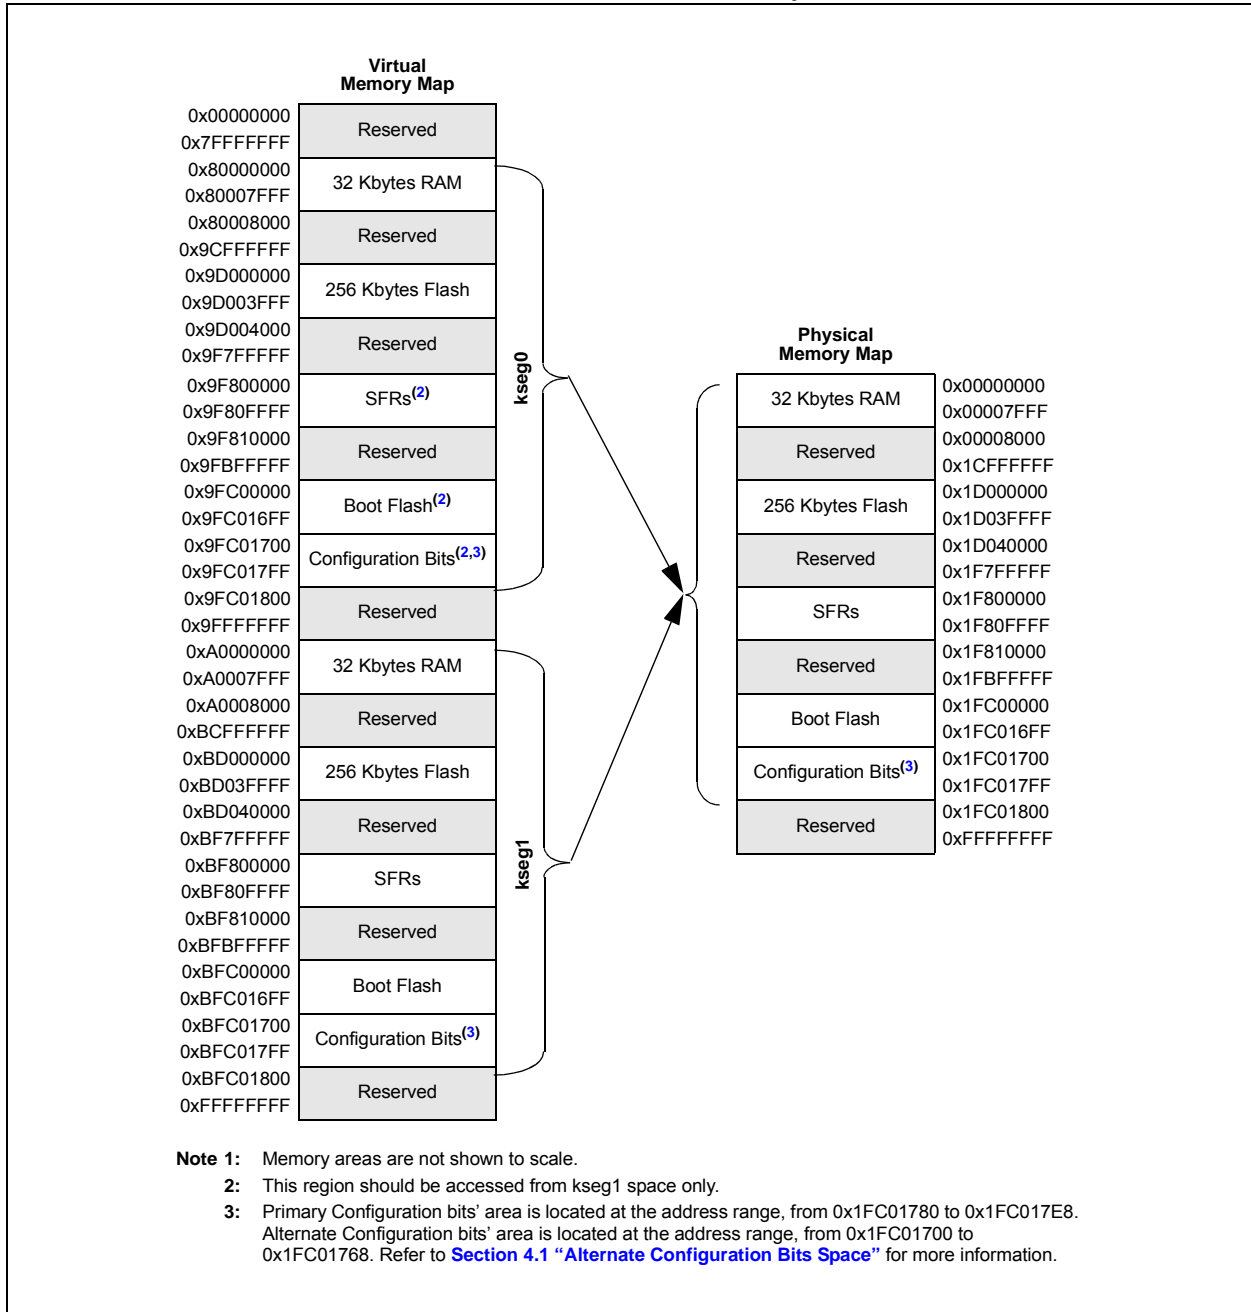 Virtual
Memory Map
0x00000000
Reserved
0x7FFFFFFF
0x80000000
32 Kbytes RAM
0x80007FFF
0x80008000
Reserved
0x9CFFFFFF
0x9D000000
256 Kbytes Flash
0x9D003FFF
0x9D004000
Reserved
0x9F7FFFFF
0x9F800000
SFRs(2)
0x9F80FFFF
0x9F810000
Reserved
0x9FBFFFFF
0x9FC00000
Boot Flash(2)
0x9FC016FF
0x9FC01700
Configuration Bits(2,3)
0x9FC017FF
0x9FC01800
Reserved
0x9FFFFFFF
0xA0000000
32 Kbytes RAM
0xA0007FFF
0xA0008000
Reserved
0xBCFFFFFF
0xBD000000
256 Kbytes Flash
0xBD03FFFF
0xBD040000
Reserved
0xBF7FFFFF
0xBF800000
SFRs
0xBF80FFFF
0xBF810000
Reserved
0xBFBFFFFF
0xBFC00000
Boot Flash
0xBFC016FF
0xBFC01700
Configuration Bits(3)
0xBFC017FF
0xBFC01800
Reserved
0xFFFFFFFF
kseg0
kseg1
Physical
Memory Map
32 Kbytes RAM
0x00000000
0x00007FFF
Reserved
0x00008000
0x1CFFFFFF
256 Kbytes Flash
0x1D000000
0x1D03FFFF
Reserved
0x1D040000
0x1F7FFFFF
SFRs
0x1F800000
0x1F80FFFF
Reserved
0x1F810000
0x1FBFFFFF
Boot Flash
0x1FC00000
0x1FC016FF
Configuration Bits(3)
0x1FC01700
0x1FC017FF
Reserved
0x1FC01800
0xFFFFFFFF
Note 1: Memory areas are not shown to scale.
2: This region should be accessed from kseg1 space only.
3: Primary Configuration bits’ area is located at the address range, from 0x1FC01780 to 0x1FC017E8.
Alternate Configuration bits’ area is located at the address range, from 0x1FC01700 to
0x1FC01768. Refer to Section 4.1 “Alternate Configuration Bits Space” for more information.